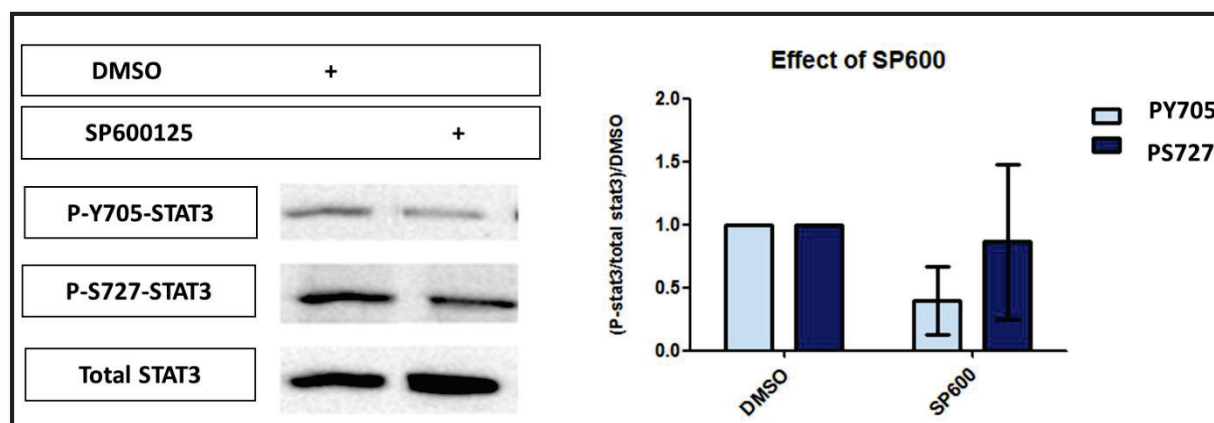 DMSO +
SP600125 +
P-Y705-STAT3
P-S727-STAT3
Total STAT3
Effect of SP600
(P-stat3/total stat3)/DMSO
2.0
1.5
1.0
0.5
0.0
DMSO
SP600
PY705
PS727